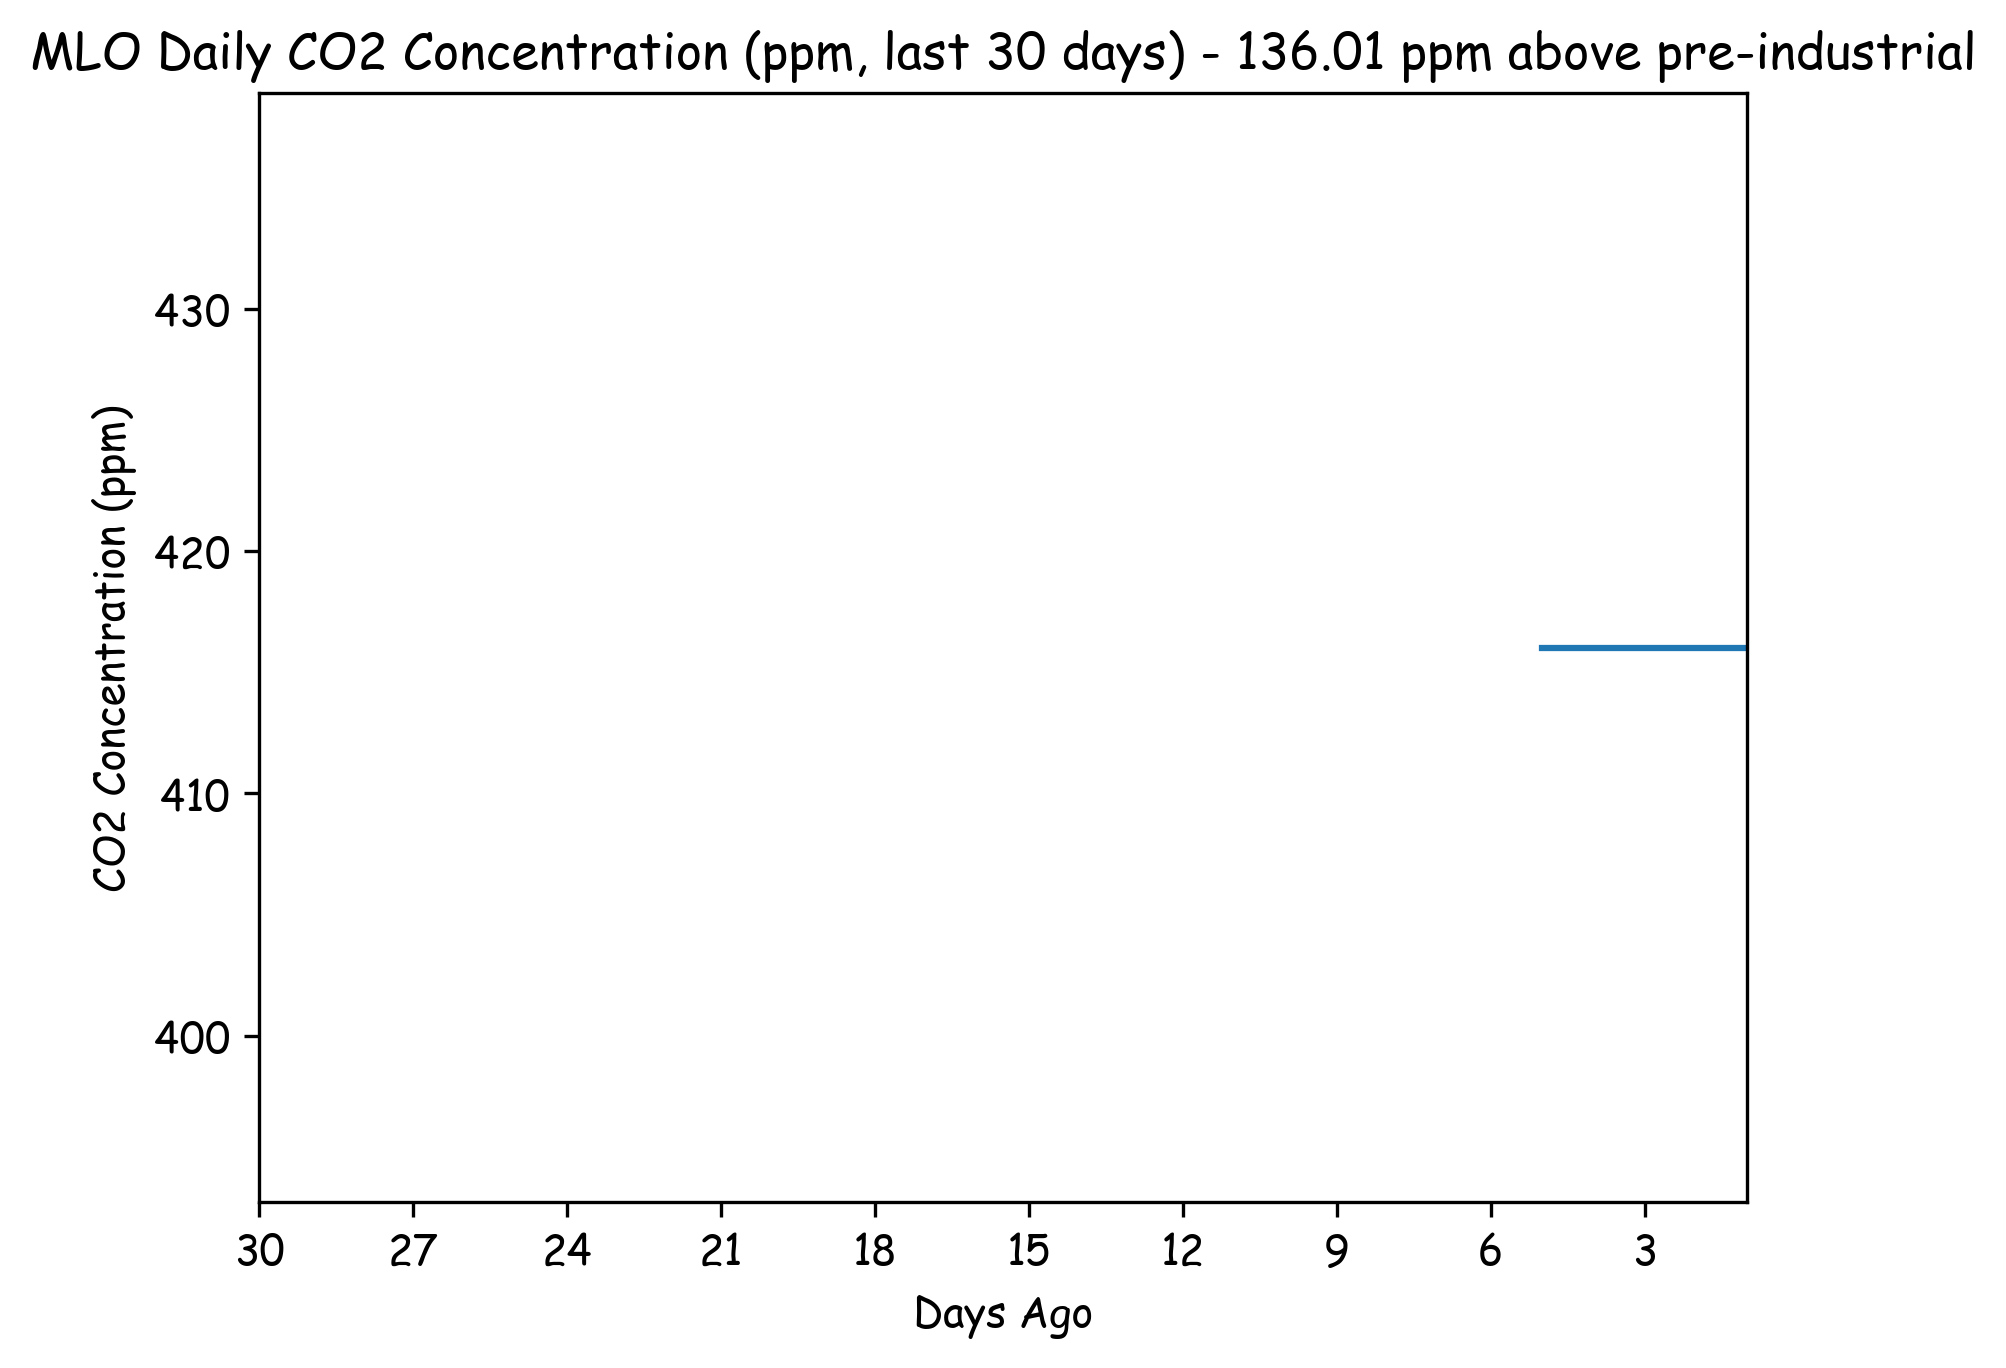 MLO Daily CO2 Concentration (ppm, last 30 days) - 136.01 ppm above pre-industrial
CO2 Concentration (ppm)
430
420
410
400
30 27 24 21 18 15 12 9 6 3
Days Ago